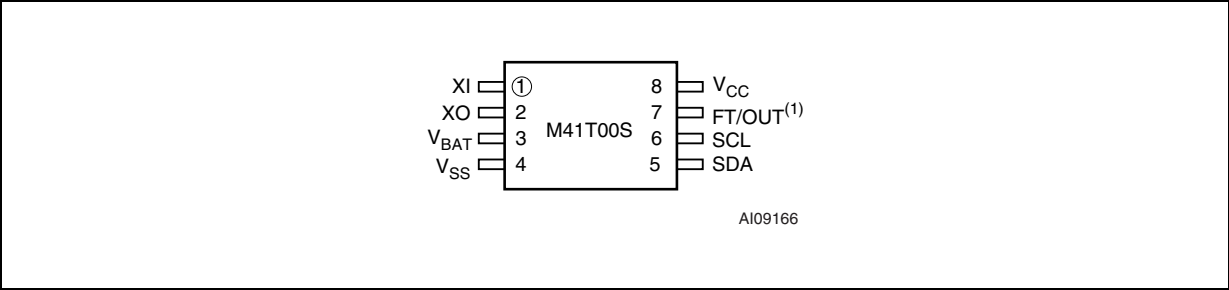 XI 1 8 VCC
XO 2 7 FT/OUT(1)
VBAT 3 M41T00S 6 SCL
VSS 4 5 SDA
AI09166